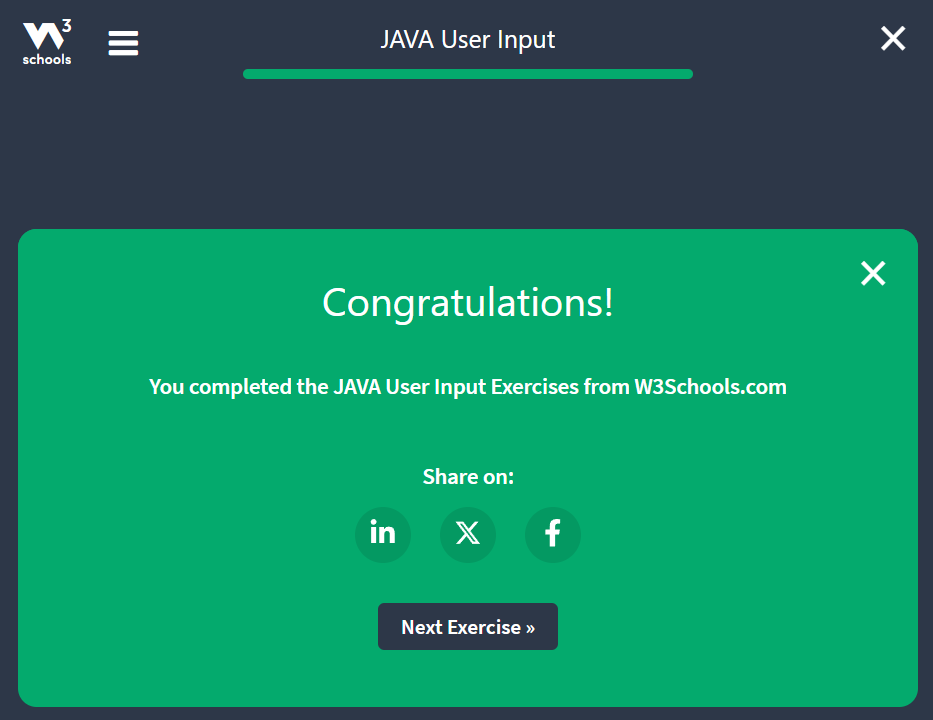 W3
schools
JAVA User Input
Congratulations!
You completed the JAVA User Input Exercises from W3Schools.com
Share on:
in
X
f
Next Exercise »